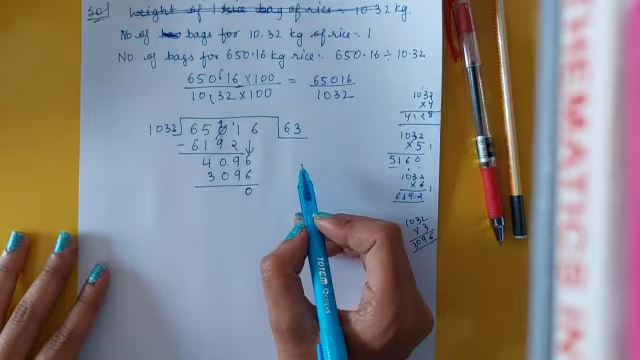 Sol Weight of 1 rice bag of rice = 10.32 kg
No of bags for 10.32 kg of rice = 1
No. of bags for 650.16 kg rice = 650.16 ÷ 10.32
650.16 × 100 = 65016
10.32 × 100 1032
1032 65016 63
- 6192
4096
3096
0
1032
× 4
4128
1032
× 5
5160
1032
× 6
6192
1032
× 3
3096
TOTEM
THEMATICS IN